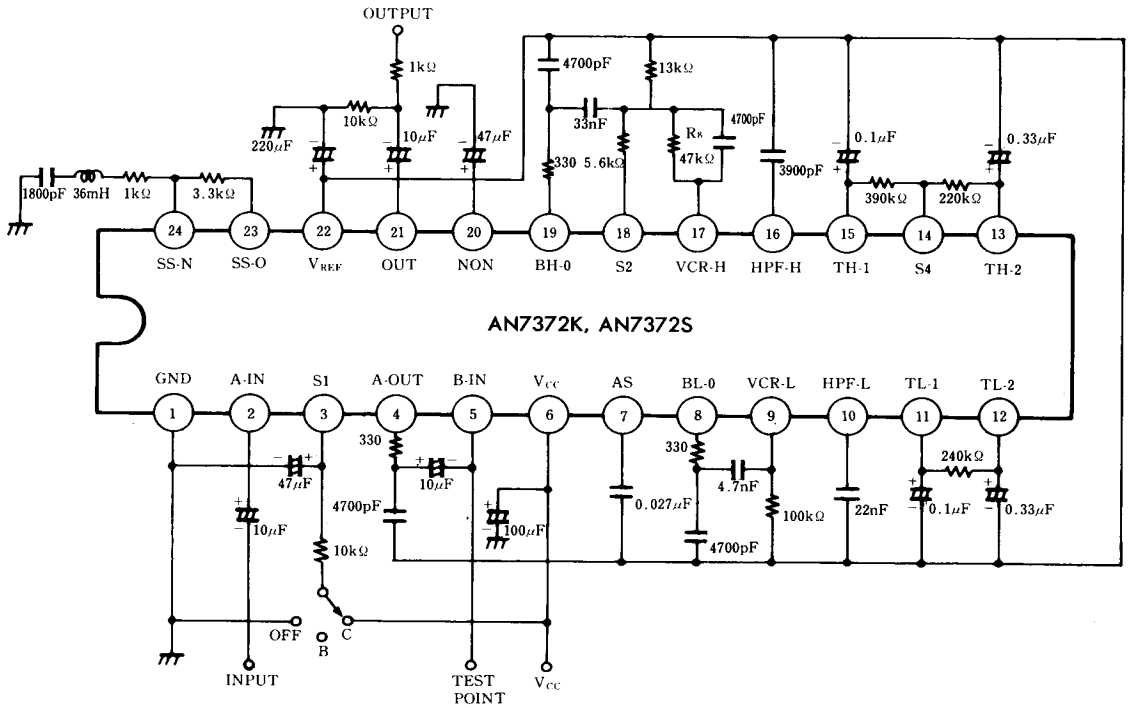 OUTPUT
1kΩ
4700pF
13kΩ
10kΩ
220μF
10μF
47μF
33nF
R_B
47kΩ
4700pF
0.1μF
0.33μF
330
5.6kΩ
3900pF
1800pF
36mH
1kΩ
3.3kΩ
390kΩ
220kΩ
24
23
22
21
20
19
18
17
16
15
14
13
SS-N
SS-O
V_REF
OUT
NON
BH-0
S2
VCR-H
HPF-H
TH-1
S4
TH-2
AN7372K, AN7372S
GND
A-IN
S1
A-OUT
B-IN
Vcc
AS
BL-0
VCR-L
HPF-L
TL-1
TL-2
1
2
3
4
5
6
7
8
9
10
11
12
330
330
240kΩ
47μF
10μF
4.7nF
4700pF
10μF
100μF
0.027μF
100kΩ
22nF
0.1μF
0.33μF
10kΩ
4700pF
OFF
B
C
INPUT
TEST
POINT
Vcc